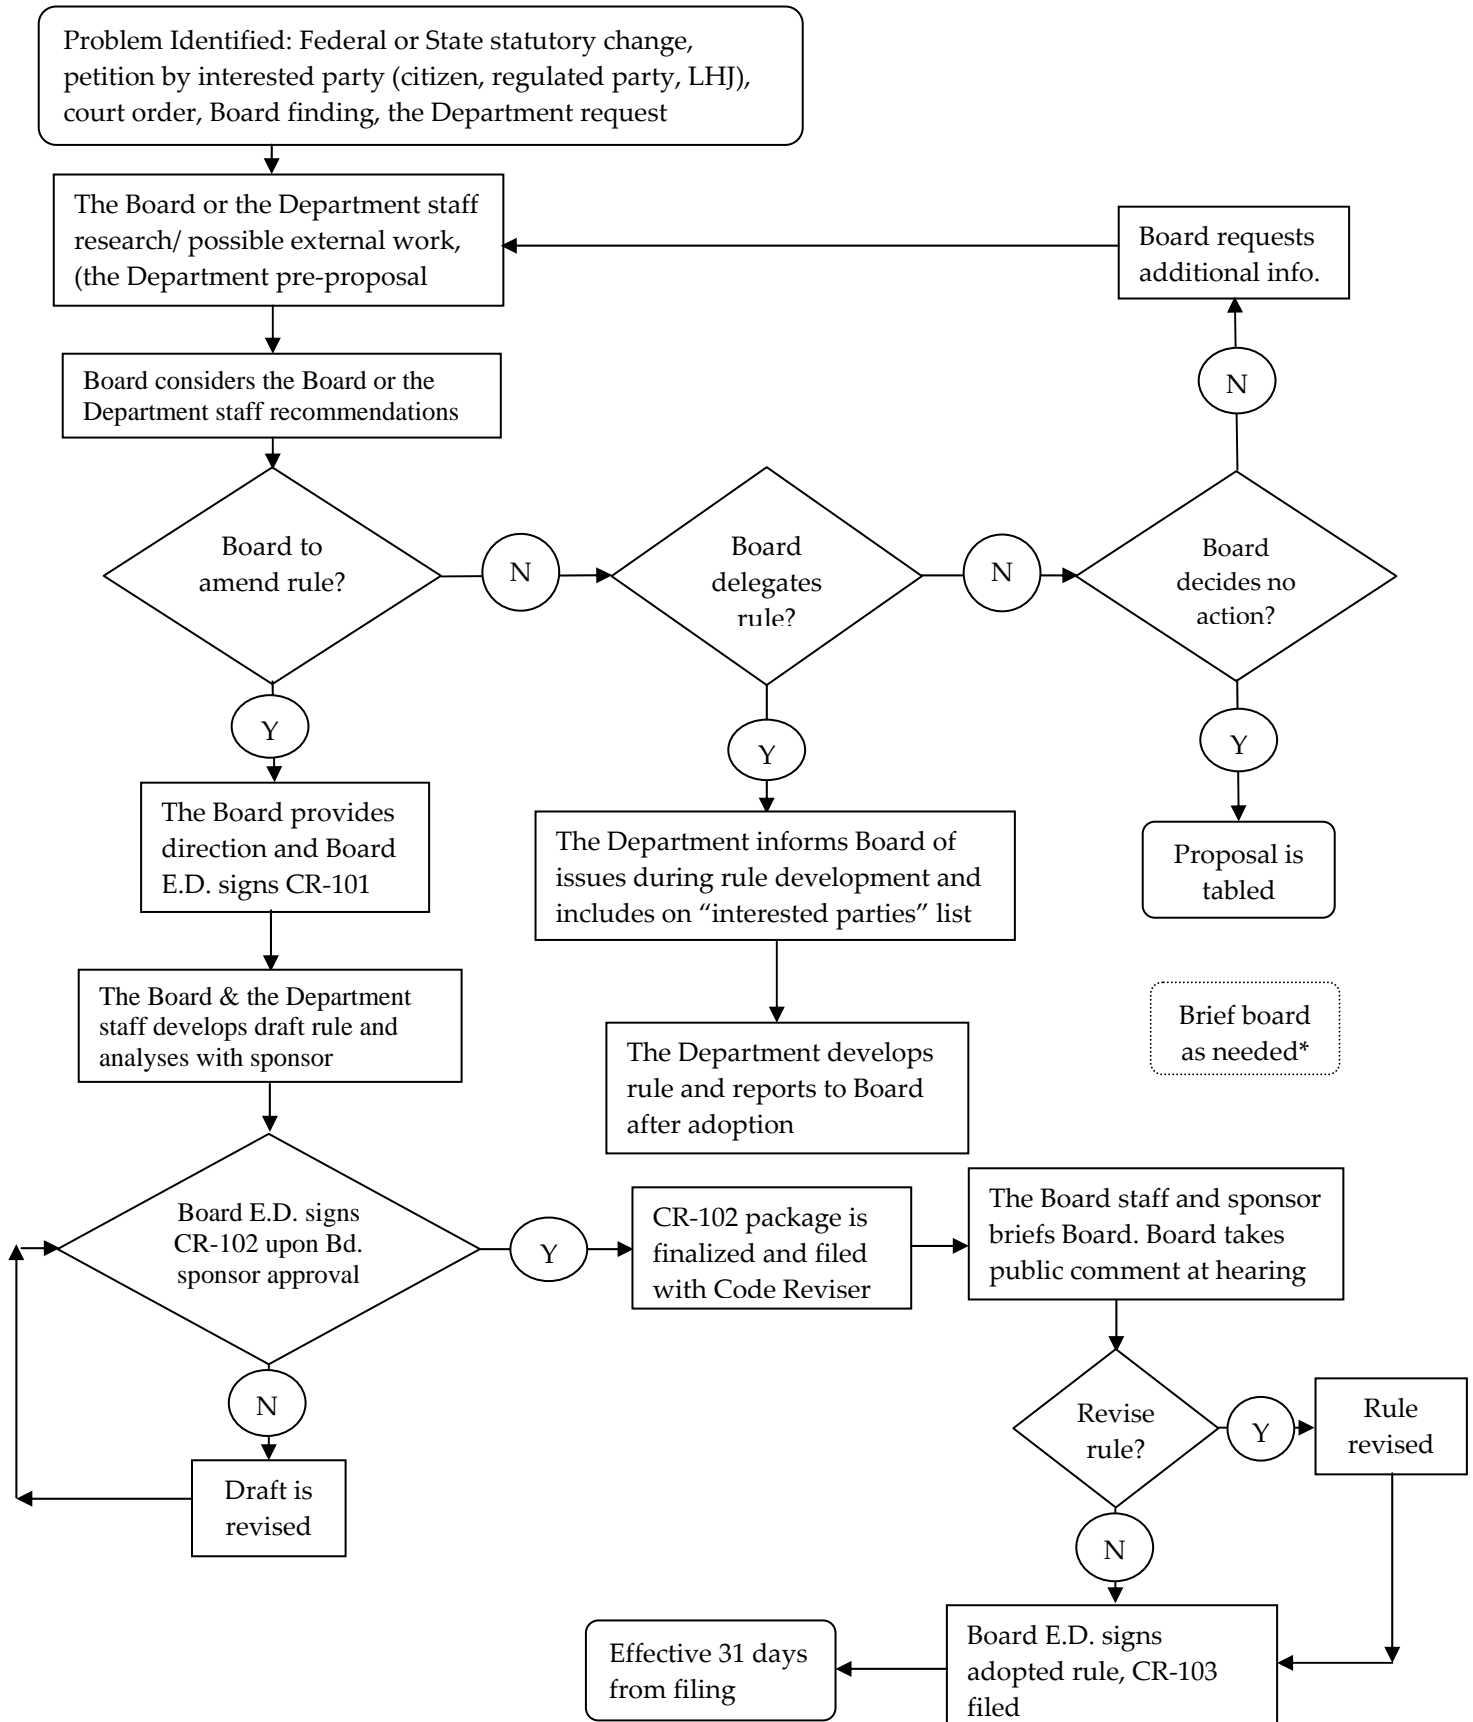 Problem Identified: Federal or State statutory change,
petition by interested party (citizen, regulated party, LHJ),
court order, Board finding, the Department request
The Board or the Department staff
research/ possible external work,
(the Department pre-proposal
Board requests
additional info.
N
Board considers the Board or the
Department staff recommendations
Board to
amend rule?
N
Board
delegates
rule?
N
Board
decides no
action?
Y
Y
Y
The Board provides
direction and Board
E.D. signs CR-101
The Department informs Board of
issues during rule development and
includes on “interested parties” list
Proposal is
tabled
The Board & the Department
staff develops draft rule and
analyses with sponsor
The Department develops
rule and reports to Board
after adoption
Brief board
as needed*
Board E.D. signs
CR-102 upon Bd.
sponsor approval
Y
CR-102 package is
finalized and filed
with Code Reviser
The Board staff and sponsor
briefs Board. Board takes
public comment at hearing
N
Draft is
revised
Revise
rule?
Y
Rule
revised
N
Board E.D. signs
adopted rule, CR-103
filed
Effective 31 days
from filing